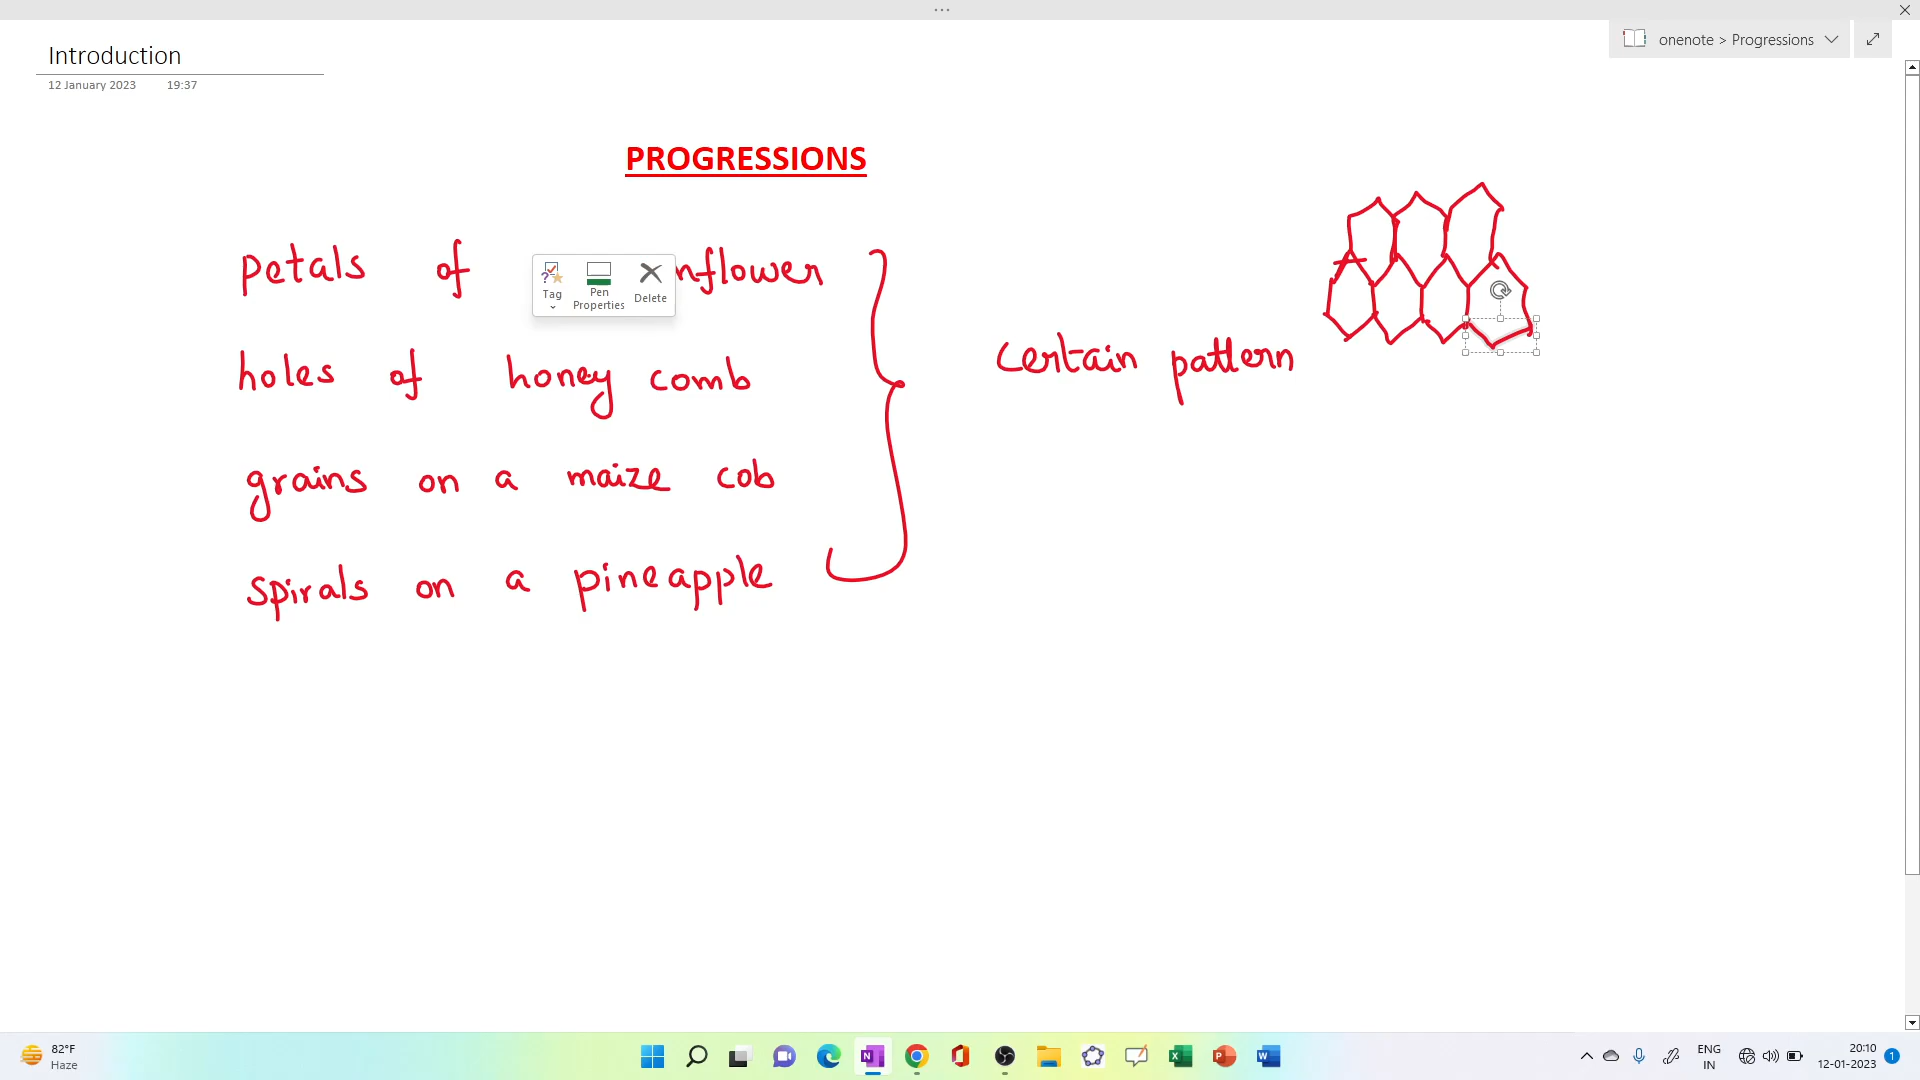 Introduction
12 January 2023 19:37
onenote > Progressions
PROGRESSIONS
petals of nflower
Tag
Pen Properties
Delete
holes of honey comb
certain pattern
grains on a maize cob
spirals on a pineapple
82°F
Haze
ENG
IN
20:10
12-01-2023
1